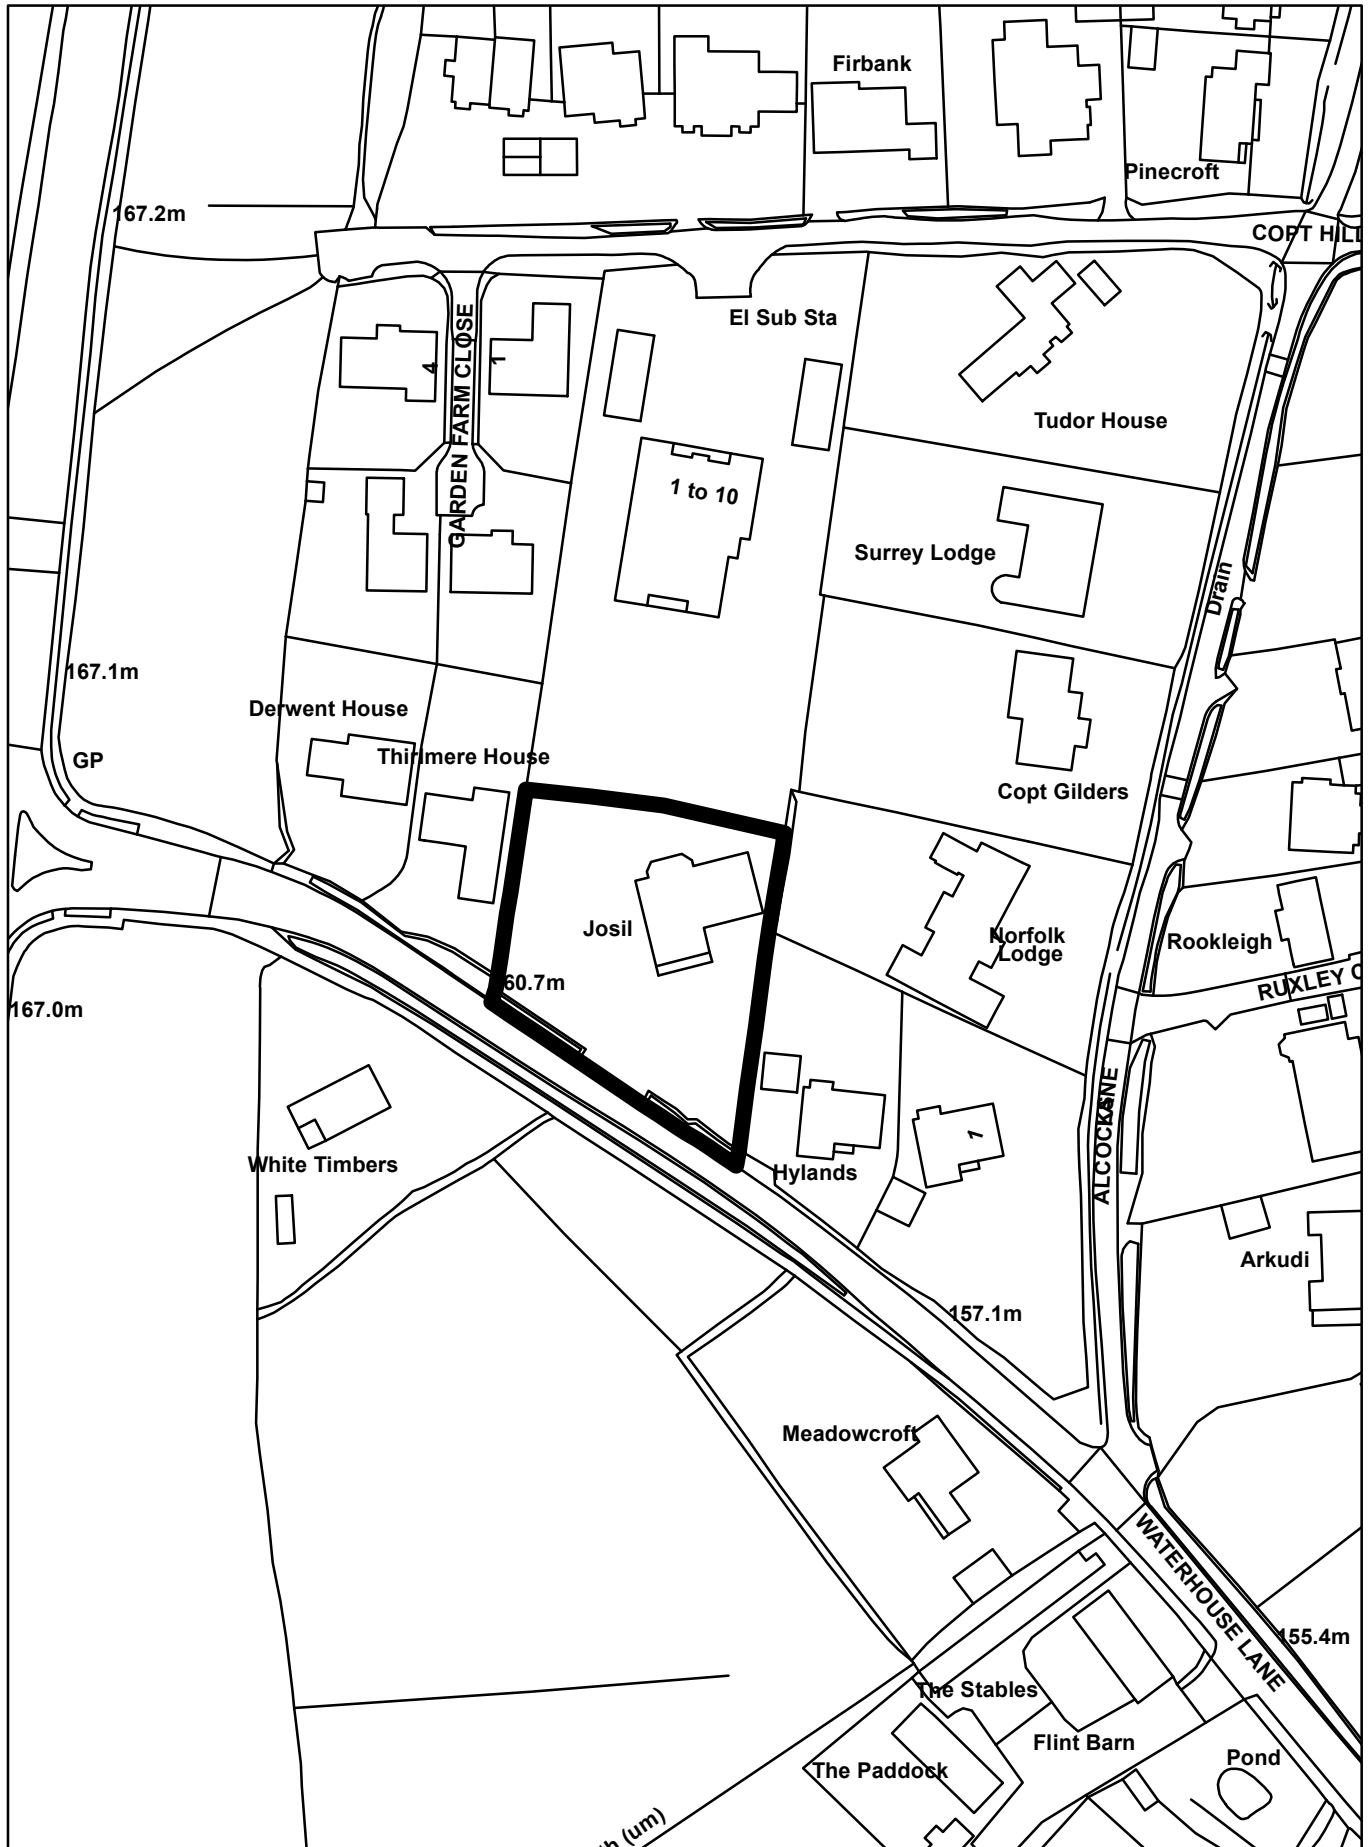 Firbank
Pinecroft
167.2m
COPT HILL
El Sub Sta
GARDEN FARM CLOSE
4
1
Tudor House
1 to 10
Surrey Lodge
Drain
167.1m
Derwent House
Thirlmere House
GP
Copt Gilders
Josil
Norfolk
Lodge
Rookleigh
60.7m
RUXLEY C
167.0m
ALCOCKS
LANE
1
White Timbers
Hylands
Arkudi
157.1m
Meadowcroft
WATERHOUSE LANE
155.4m
The Stables
Flint Barn
Pond
The Paddock
(um)